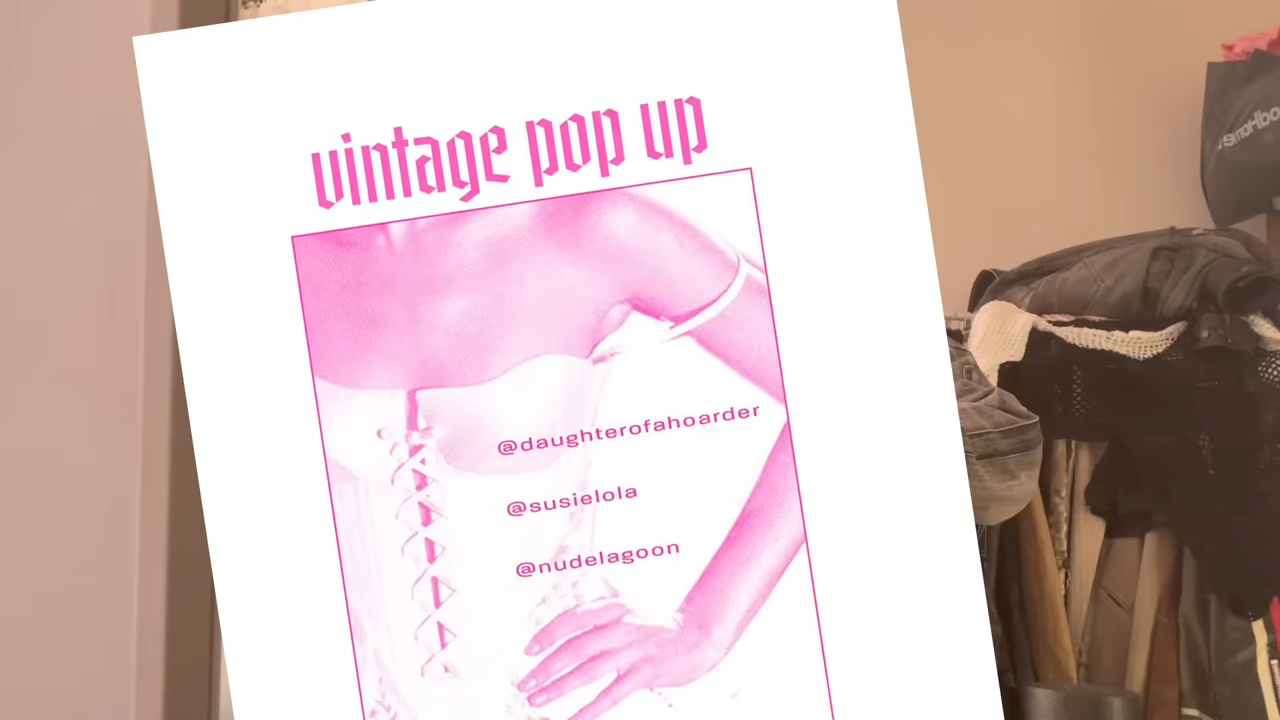 vintage pop up
@daughterofahoarder
@susielola
@nudelagoon